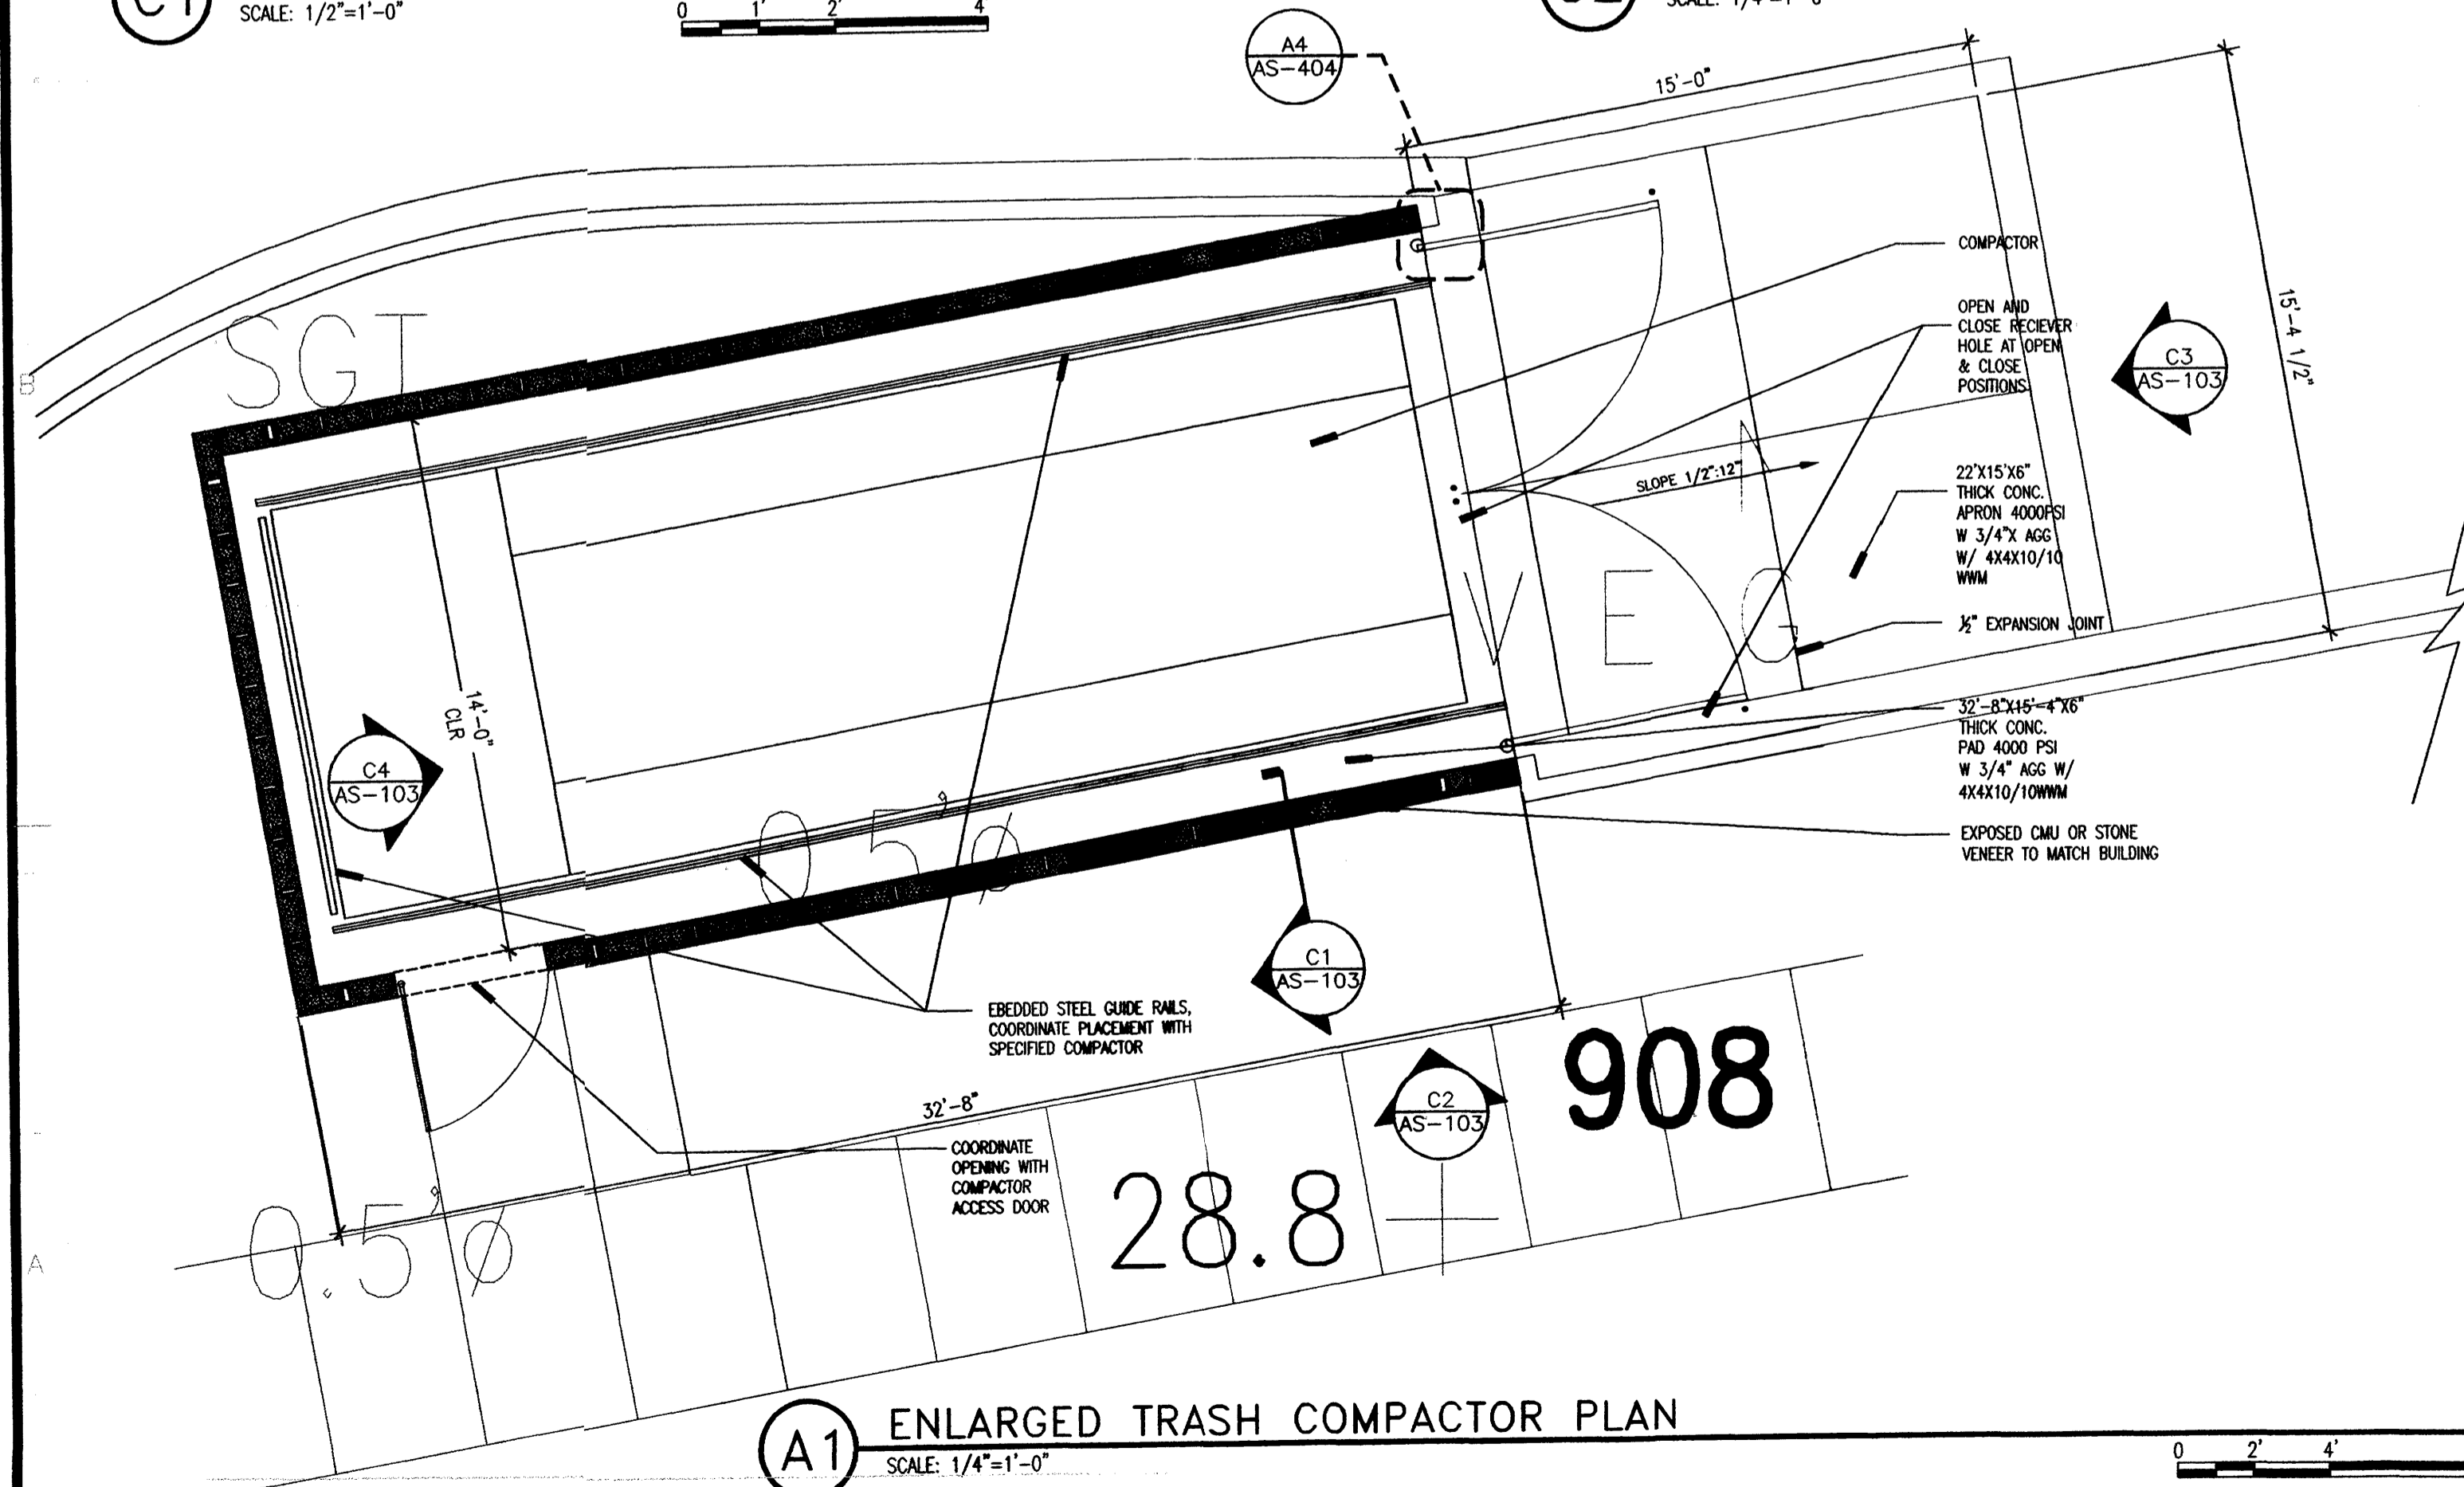 C1
SCALE: 1/2"=1'-0"
0 1' 2' 4'
A4
AS-404
15'-0"
COMPACTOR
OPEN AND
CLOSE RECIEVER
HOLE AT OPEN
& CLOSE
POSITIONS
C3
AS-103
15'-4 1/2"
B
SGT
SLOPE 1/2":12"
22'X15'X6"
THICK CONC.
APRON 4000PSI
W 3/4"X AGG
W/ 4X4X10/10
WWM
V E G
½" EXPANSION JOINT
14'-0"
CLR
C4
AS-103
32'-8"X15'-4"X6"
THICK CONC.
PAD 4000 PSI
W 3/4" AGG W/
4X4X10/10WWM
EXPOSED CMU OR STONE
VENEER TO MATCH BUILDING
0.5'ø
C1
AS-103
EBEDDED STEEL GUIDE RAILS,
COORDINATE PLACEMENT WITH
SPECIFIED COMPACTOR
908
32'-8"
C2
AS-103
COORDINATE
OPENING WITH
COMPACTOR
ACCESS DOOR
28.8
0.5'ø
A
A1
ENLARGED TRASH COMPACTOR PLAN
SCALE: 1/4"=1'-0"
0 2' 4'